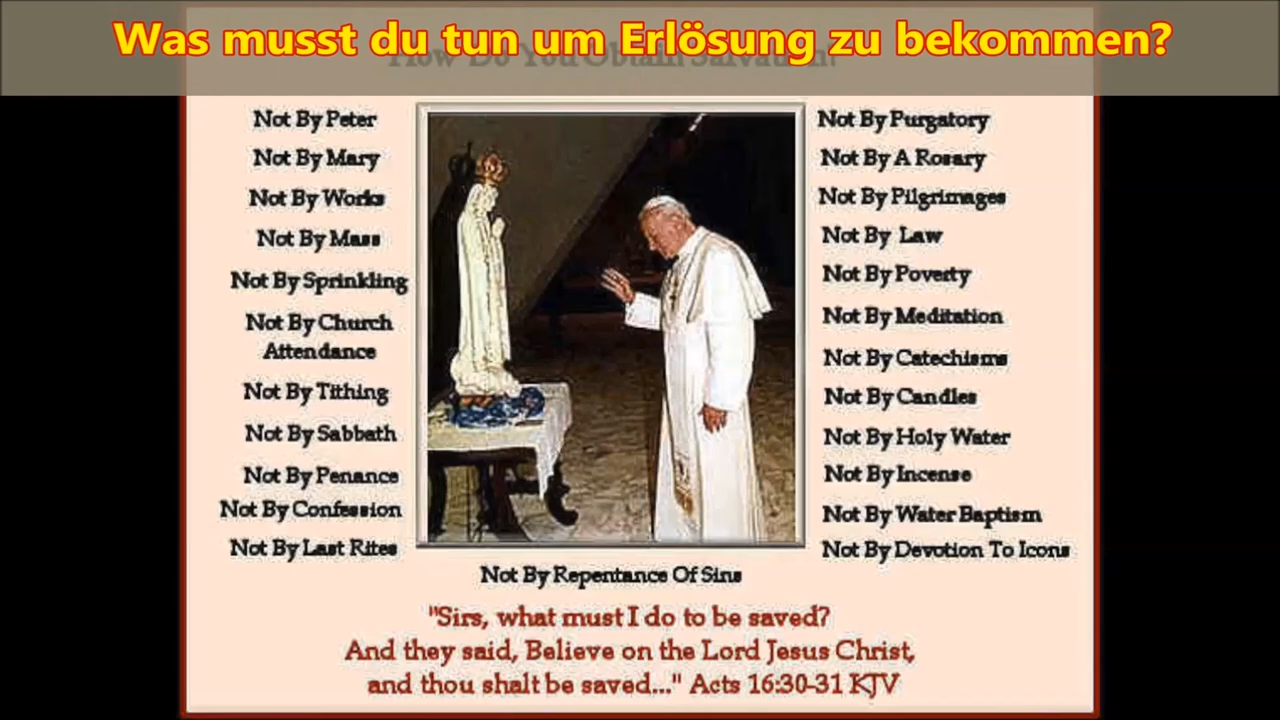 Was musst du tun um Erlösung zu bekommen?
How Do You Obtain Salvation?
Not By Peter
Not By Mary
Not By Works
Not By Mass
Not By Sprinkling
Not By Church
Attendance
Not By Tithing
Not By Sabbath
Not By Penance
Not By Confession
Not By Last Rites
Not By Purgatory
Not By A Rosary
Not By Pilgrimages
Not By Law
Not By Poverty
Not By Meditation
Not By Catechisms
Not By Candles
Not By Holy Water
Not By Incense
Not By Water Baptism
Not By Devotion To Icons
Not By Repentance Of Sins
"Sirs, what must I do to be saved?
And they said, Believe on the Lord Jesus Christ,
and thou shalt be saved..." Acts 16:30-31 KJV